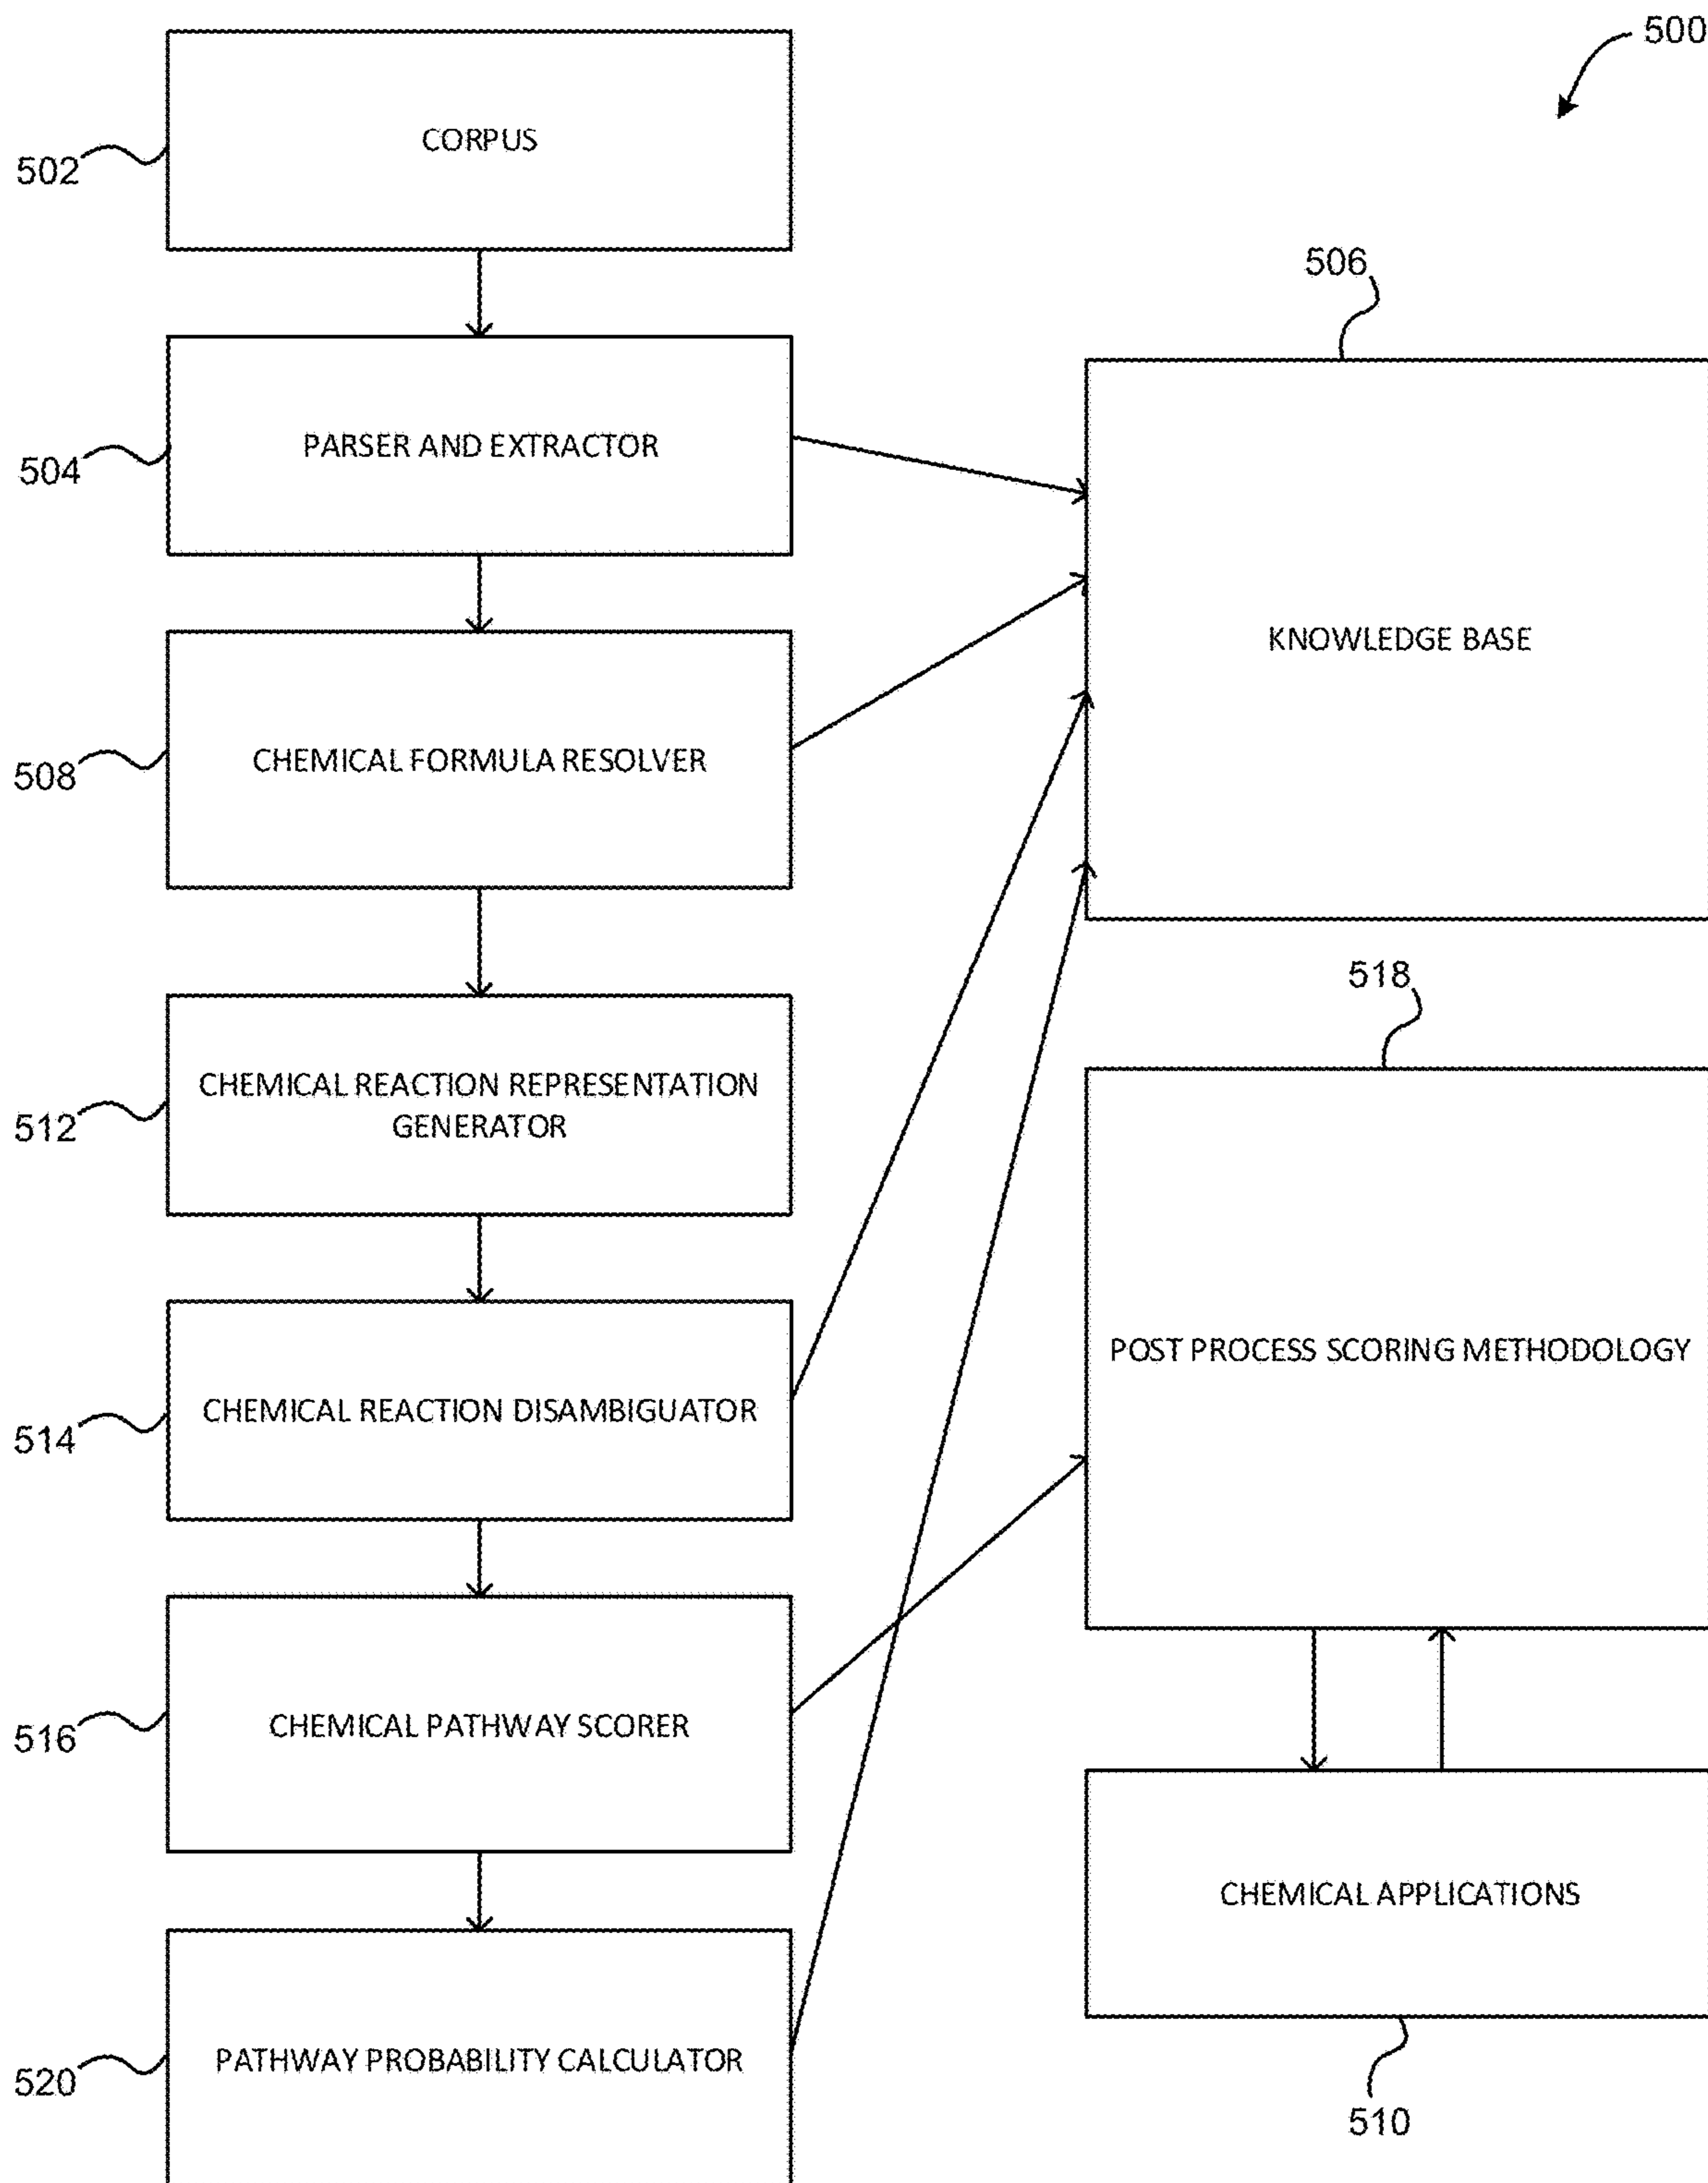 500
CORPUS
502
506
PARSER AND EXTRACTOR
504
KNOWLEDGE BASE
CHEMICAL FORMULA RESOLVER
508
518
CHEMICAL REACTION REPRESENTATION
GENERATOR
512
POST PROCESS SCORING METHODOLOGY
CHEMICAL REACTION DISAMBIGUATOR
514
CHEMICAL PATHWAY SCORER
516
CHEMICAL APPLICATIONS
PATHWAY PROBABILITY CALCULATOR
520
510